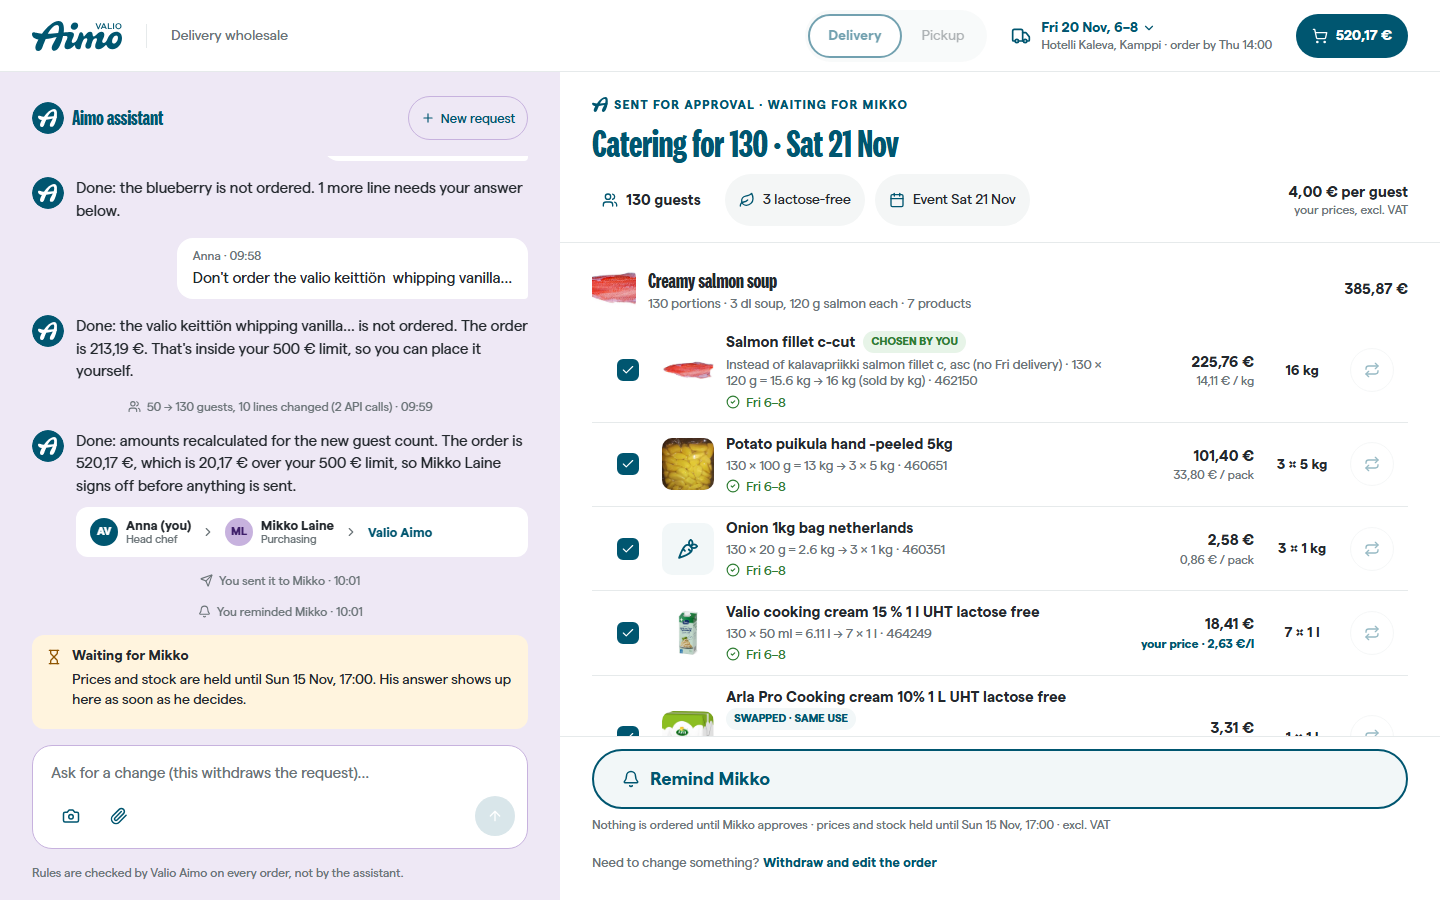 VALIO
Aimo
Delivery wholesale
Delivery
Pickup
Fri 20 Nov, 6–8
Hotelli Kaleva, Kamppi · order by Thu 14:00
520,17 €
Aimo assistant
+ New request
Done: the blueberry is not ordered. 1 more line needs your answer
below.
Anna · 09:58
Don't order the valio keittiön whipping vanilla...
Done: the valio keittiön whipping vanilla... is not ordered. The order
is 213,19 €. That's inside your 500 € limit, so you can place it
yourself.
50 → 130 guests, 10 lines changed (2 API calls) · 09:59
Done: amounts recalculated for the new guest count. The order is
520,17 €, which is 20,17 € over your 500 € limit, so Mikko Laine
signs off before anything is sent.
AV
Anna (you)
Head chef
ML
Mikko Laine
Purchasing
Valio Aimo
You sent it to Mikko · 10:01
You reminded Mikko · 10:01
Waiting for Mikko
Prices and stock are held until Sun 15 Nov, 17:00. His answer shows up
here as soon as he decides.
Ask for a change (this withdraws the request)...
Rules are checked by Valio Aimo on every order, not by the assistant.
SENT FOR APPROVAL · WAITING FOR MIKKO
Catering for 130 · Sat 21 Nov
130 guests
3 lactose-free
Event Sat 21 Nov
4,00 € per guest
your prices, excl. VAT
Creamy salmon soup
130 portions · 3 dl soup, 120 g salmon each · 7 products
385,87 €
Salmon fillet c-cut
CHOSEN BY YOU
Instead of kalavapriikki salmon fillet c, asc (no Fri delivery) · 130 ×
120 g = 15.6 kg → 16 kg (sold by kg) · 462150
Fri 6–8
225,76 €
14,11 € / kg
16 kg
Potato puikula hand -peeled 5kg
130 × 100 g = 13 kg → 3 × 5 kg · 460651
Fri 6–8
101,40 €
33,80 € / pack
3 × 5 kg
Onion 1kg bag netherlands
130 × 20 g = 2.6 kg → 3 × 1 kg · 460351
Fri 6–8
2,58 €
0,86 € / pack
3 × 1 kg
Valio cooking cream 15 % 1 l UHT lactose free
130 × 50 ml = 6.11 l → 7 × 1 l · 464249
Fri 6–8
18,41 €
your price · 2,63 €/l
7 × 1 l
Arla Pro Cooking cream 10% 1 L UHT lactose free
SWAPPED · SAME USE
3,31 €
1 × 1 l
Remind Mikko
Nothing is ordered until Mikko approves · prices and stock held until Sun 15 Nov, 17:00 · excl. VAT
Need to change something? Withdraw and edit the order